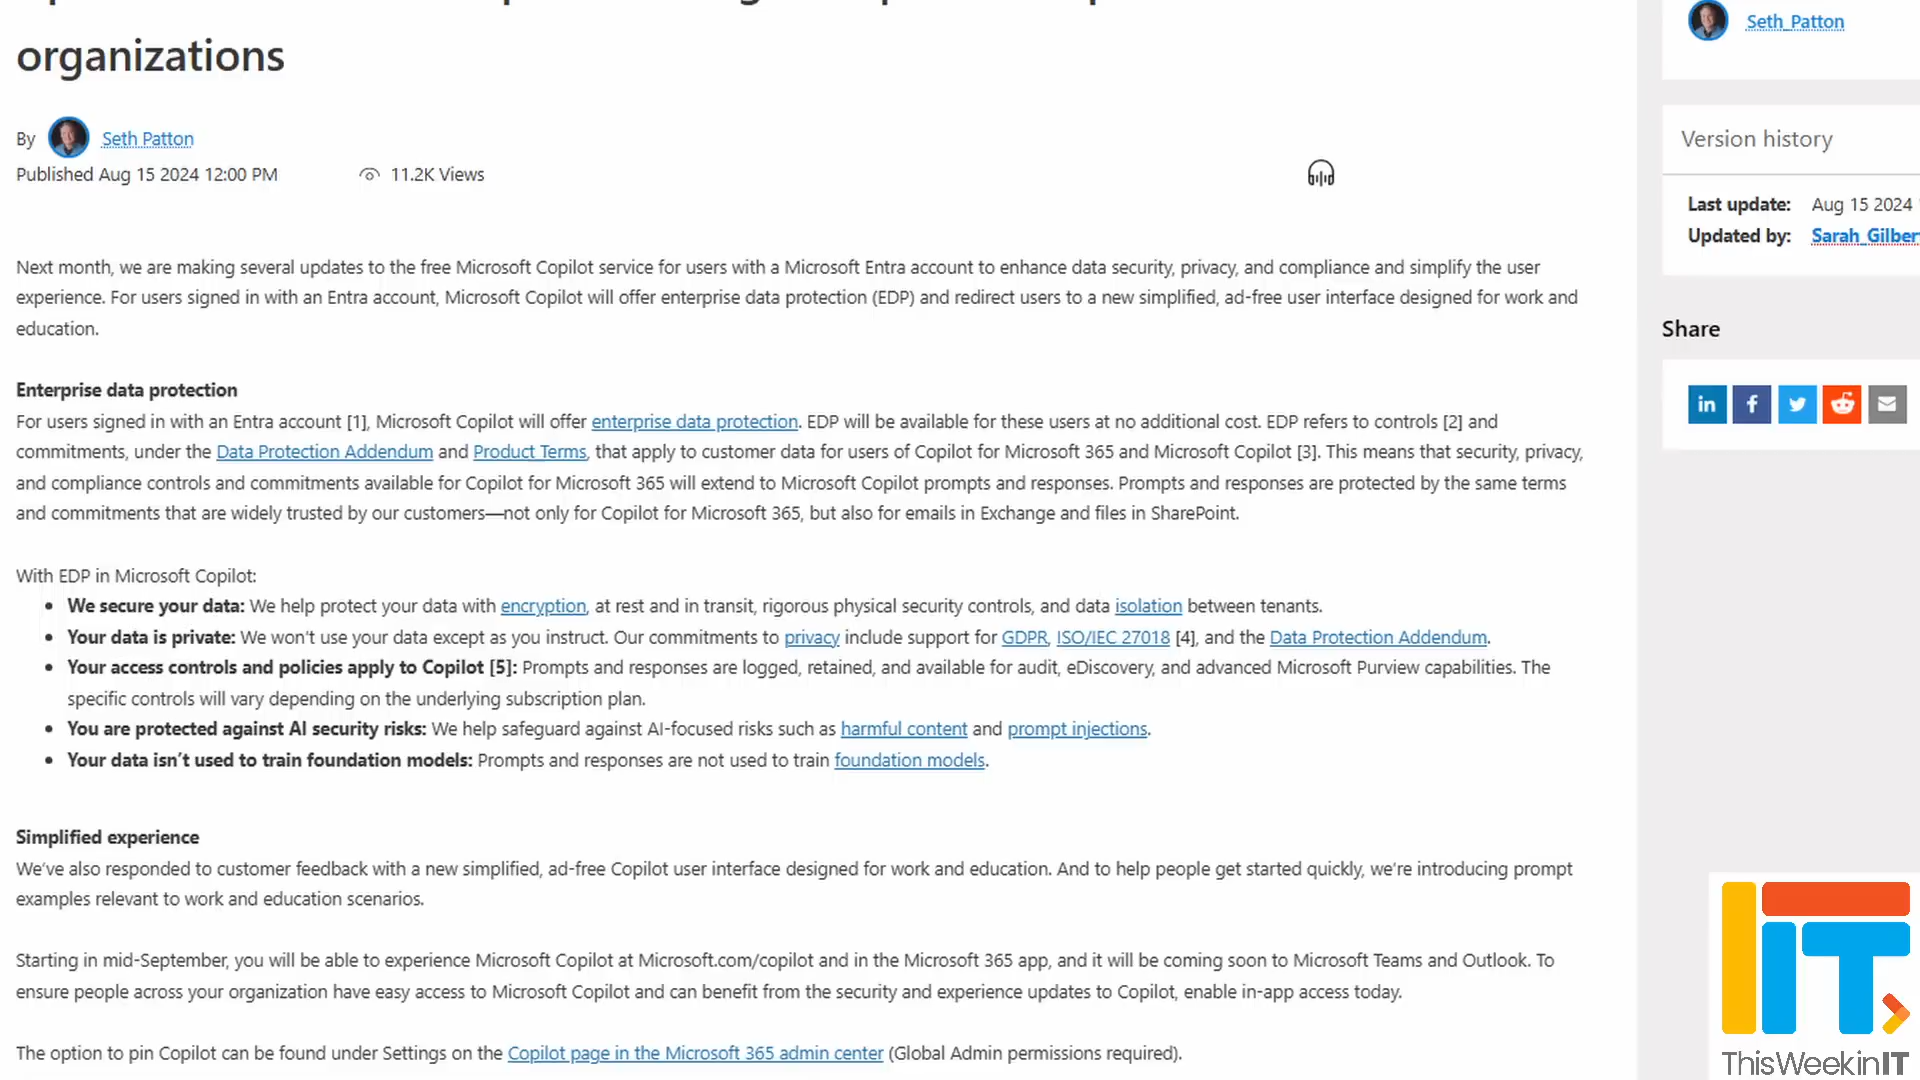 organizations
By Seth Patton
Published Aug 15 2024 12:00 PM 11.2K Views
Next month, we are making several updates to the free Microsoft Copilot service for users with a Microsoft Entra account to enhance data security, privacy, and compliance and simplify the user
experience. For users signed in with an Entra account, Microsoft Copilot will offer enterprise data protection (EDP) and redirect users to a new simplified, ad-free user interface designed for work and
education.
Enterprise data protection
For users signed in with an Entra account [1], Microsoft Copilot will offer enterprise data protection. EDP will be available for these users at no additional cost. EDP refers to controls [2] and
commitments, under the Data Protection Addendum and Product Terms, that apply to customer data for users of Copilot for Microsoft 365 and Microsoft Copilot [3]. This means that security, privacy,
and compliance controls and commitments available for Copilot for Microsoft 365 will extend to Microsoft Copilot prompts and responses. Prompts and responses are protected by the same terms
and commitments that are widely trusted by our customers—not only for Copilot for Microsoft 365, but also for emails in Exchange and files in SharePoint.
With EDP in Microsoft Copilot:
• We secure your data: We help protect your data with encryption, at rest and in transit, rigorous physical security controls, and data isolation between tenants.
• Your data is private: We won't use your data except as you instruct. Our commitments to privacy include support for GDPR, ISO/IEC 27018 [4], and the Data Protection Addendum.
• Your access controls and policies apply to Copilot [5]: Prompts and responses are logged, retained, and available for audit, eDiscovery, and advanced Microsoft Purview capabilities. The
specific controls will vary depending on the underlying subscription plan.
• You are protected against AI security risks: We help safeguard against AI-focused risks such as harmful content and prompt injections.
• Your data isn't used to train foundation models: Prompts and responses are not used to train foundation models.
Simplified experience
We've also responded to customer feedback with a new simplified, ad-free Copilot user interface designed for work and education. And to help people get started quickly, we're introducing prompt
examples relevant to work and education scenarios.
Starting in mid-September, you will be able to experience Microsoft Copilot at Microsoft.com/copilot and in the Microsoft 365 app, and it will be coming soon to Microsoft Teams and Outlook. To
ensure people across your organization have easy access to Microsoft Copilot and can benefit from the security and experience updates to Copilot, enable in-app access today.
The option to pin Copilot can be found under Settings on the Copilot page in the Microsoft 365 admin center (Global Admin permissions required).
Seth_Patton
Version history
Last update: Aug 15 2024
Updated by: Sarah_Gilber
Share
in f
IT
ThisWeekinIT